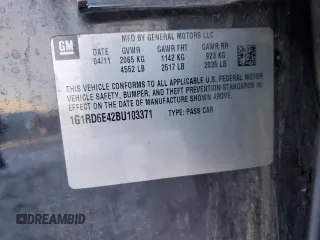 MFD BY GENERAL MOTORS LLC
GM
DATE GVWR GAWR FRT GAWR RR
04/11 2065 KG 1142 KG 923 KG
4552 LB 2517 LB 2035 LB
THIS VEHICLE CONFORMS TO ALL APPLICABLE U.S. FEDERAL MOTOR
VEHICLE SAFETY, BUMPER, AND THEFT PREVENTION STANDARDS IN
EFFECT ON THE DATE OF MANUFACTURE SHOWN ABOVE.
1G1RD6E42BU103371 TYPE: PASS CAR
DREAMBID